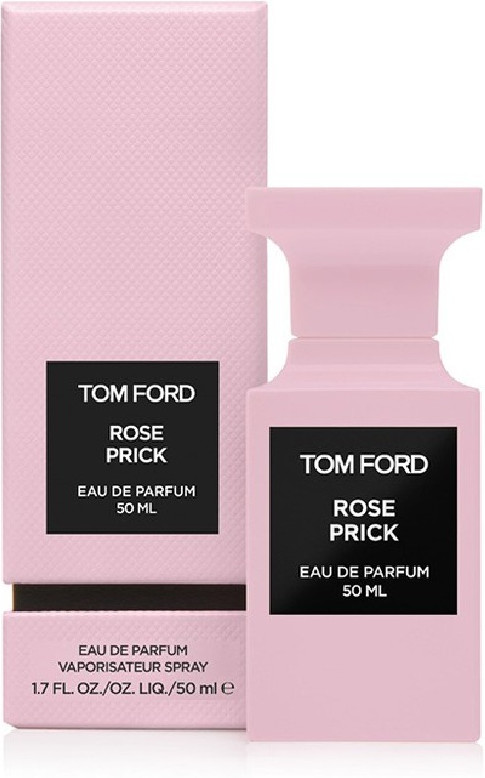 TOM FORD
ROSE
PRICK
EAU DE PARFUM
50 ML
EAU DE PARFUM
VAPORISATEUR SPRAY
1.7 FL. OZ./OZ. LIQ./50 ml ℮
TOM FORD
ROSE
PRICK
EAU DE PARFUM
50 ML